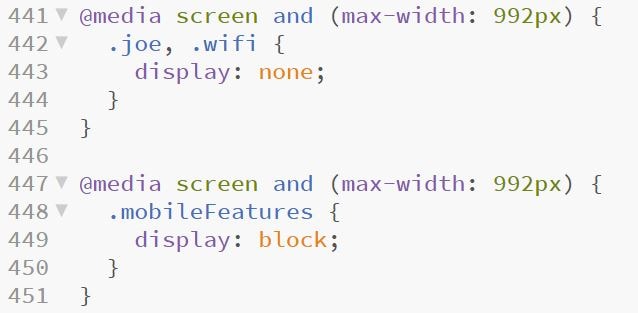 441 @media screen and (max-width: 992px) {
442   .joe, .wifi {
443     display: none;
444   }
445 }
446
447 @media screen and (max-width: 992px) {
448   .mobileFeatures {
449     display: block;
450   }
451 }